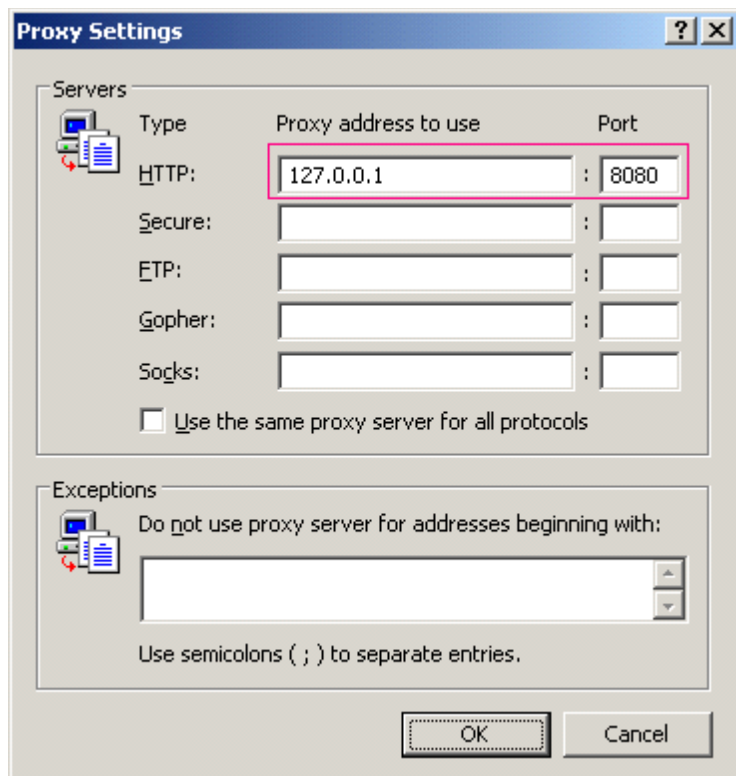 Proxy Settings
Servers
Type Proxy address to use Port
HTTP: 127.0.0.1 : 8080
Secure: :
FTP: :
Gopher: :
Socks: :
Use the same proxy server for all protocols
Exceptions
Do not use proxy server for addresses beginning with:
Use semicolons ( ; ) to separate entries.
OK Cancel